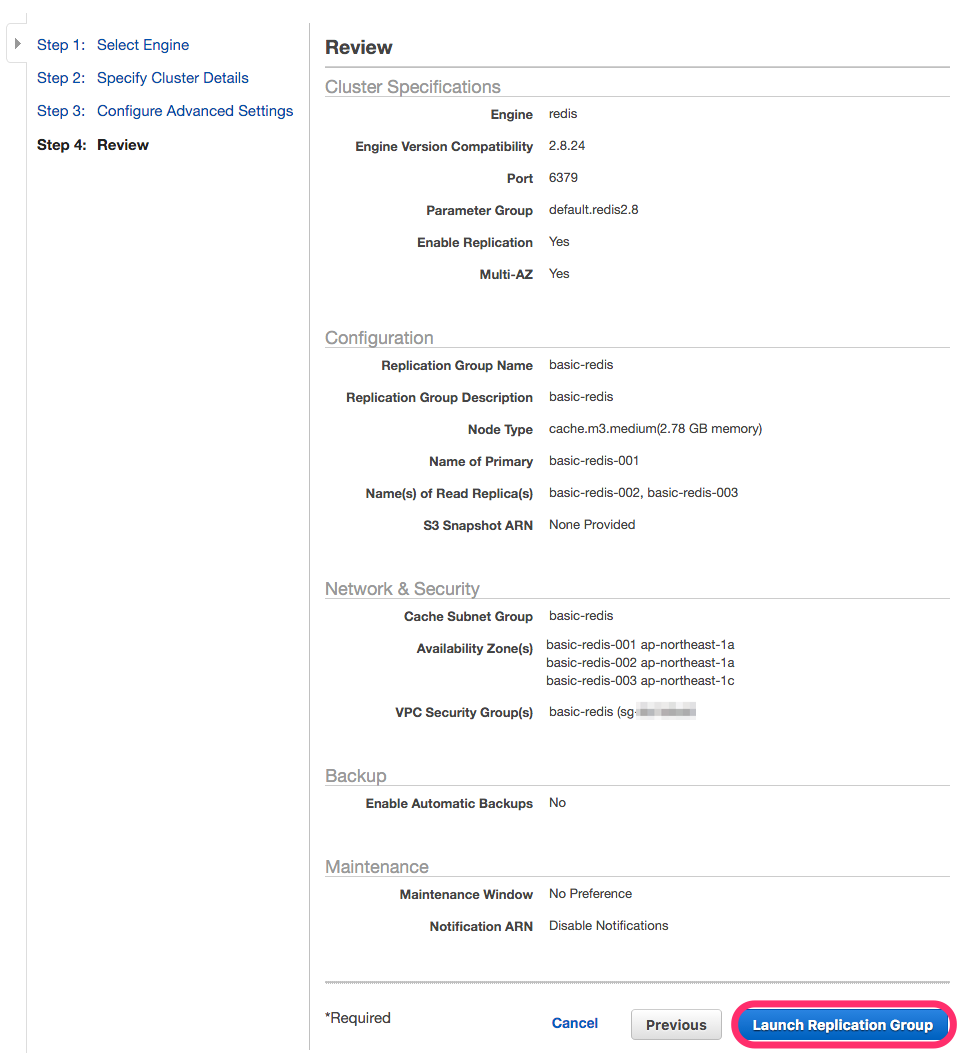 Step 1: Select Engine
Step 2: Specify Cluster Details
Step 3: Configure Advanced Settings
Step 4: Review
Review
Cluster Specifications
Engine redis
Engine Version Compatibility 2.8.24
Port 6379
Parameter Group default.redis2.8
Enable Replication Yes
Multi-AZ Yes
Configuration
Replication Group Name basic-redis
Replication Group Description basic-redis
Node Type cache.m3.medium(2.78 GB memory)
Name of Primary basic-redis-001
Name(s) of Read Replica(s) basic-redis-002, basic-redis-003
S3 Snapshot ARN None Provided
Network & Security
Cache Subnet Group basic-redis
Availability Zone(s) basic-redis-001 ap-northeast-1a
basic-redis-002 ap-northeast-1a
basic-redis-003 ap-northeast-1c
VPC Security Group(s) basic-redis (sg-
Backup
Enable Automatic Backups No
Maintenance
Maintenance Window No Preference
Notification ARN Disable Notifications
*Required
Cancel
Previous
Launch Replication Group